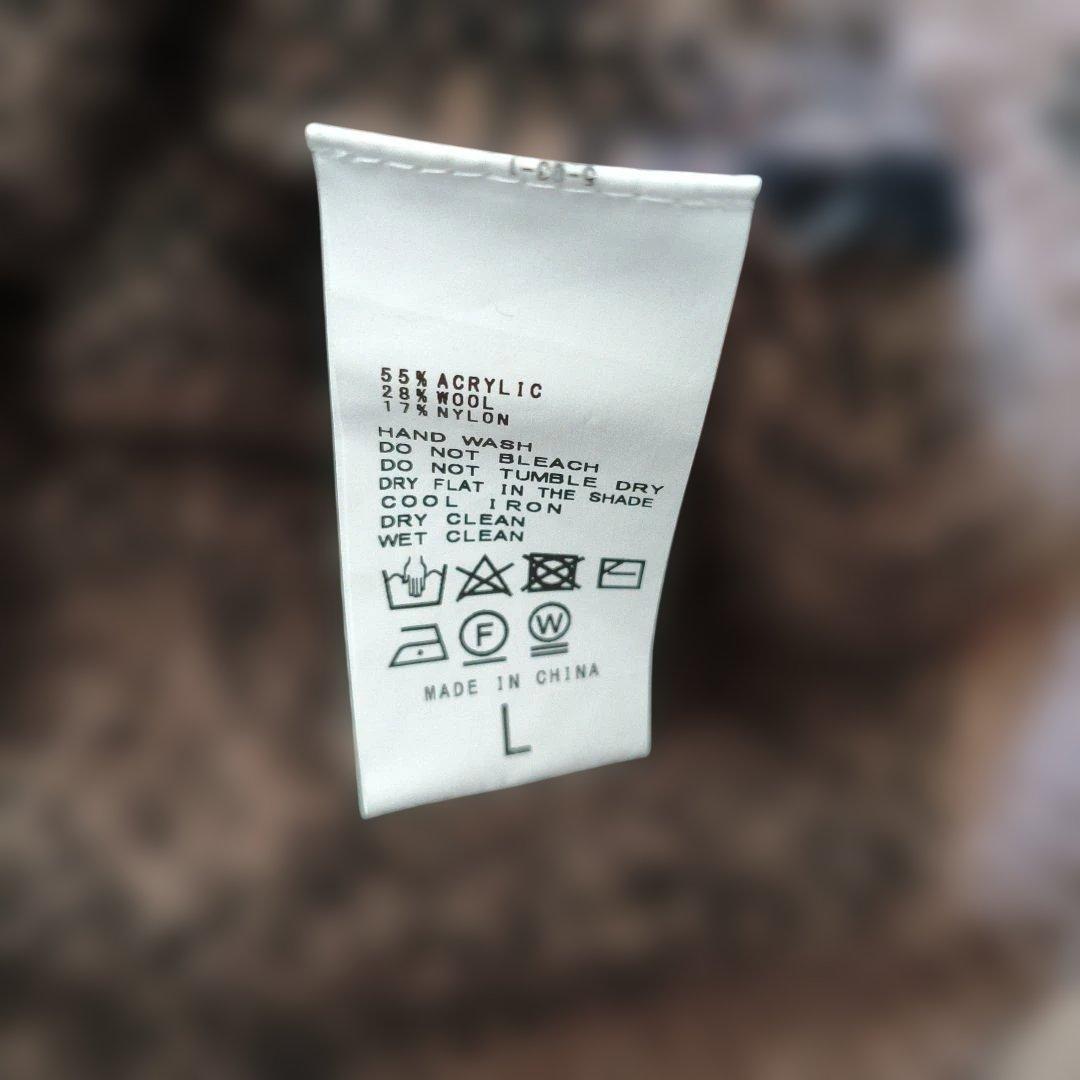 55% ACRYLIC
28% WOOL
17% NYLON
HAND WASH
DO NOT BLEACH
DO NOT TUMBLE DRY
DRY FLAT IN THE SHADE
COOL IRON
DRY CLEAN
WET CLEAN
F W
MADE IN CHINA
L